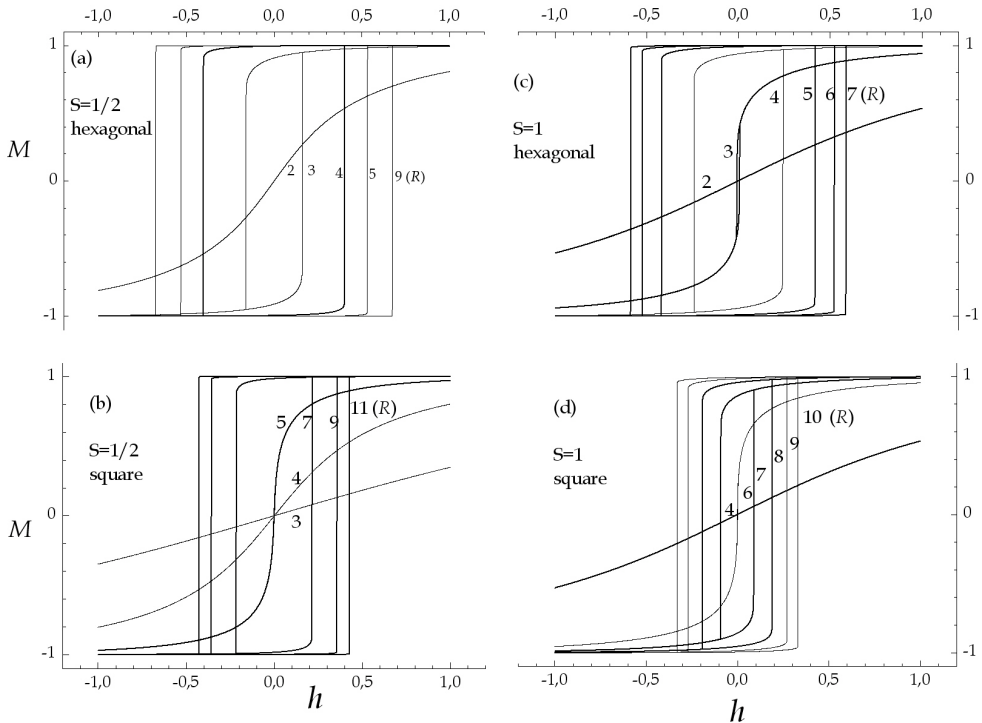 -1,0 -0,5 0,0 0,5 1,0
1
(a)
S=1/2
hexagonal
M
0
2 3 4 5 9 (R)
-1
-1,0 -0,5 0,0 0,5 1,0
1
(c)
S=1
hexagonal
4 5 6 7 (R)
3
2
0
-1
1
(b)
S=1/2
square
11 (R)
5 7 9
4
3
M
0
-1
-1,0 -0,5 0,0 0,5 1,0
h
1
(d)
S=1
square
10 (R)
9
8
7
6
4
0
-1
-1,0 -0,5 0,0 0,5 1,0
h